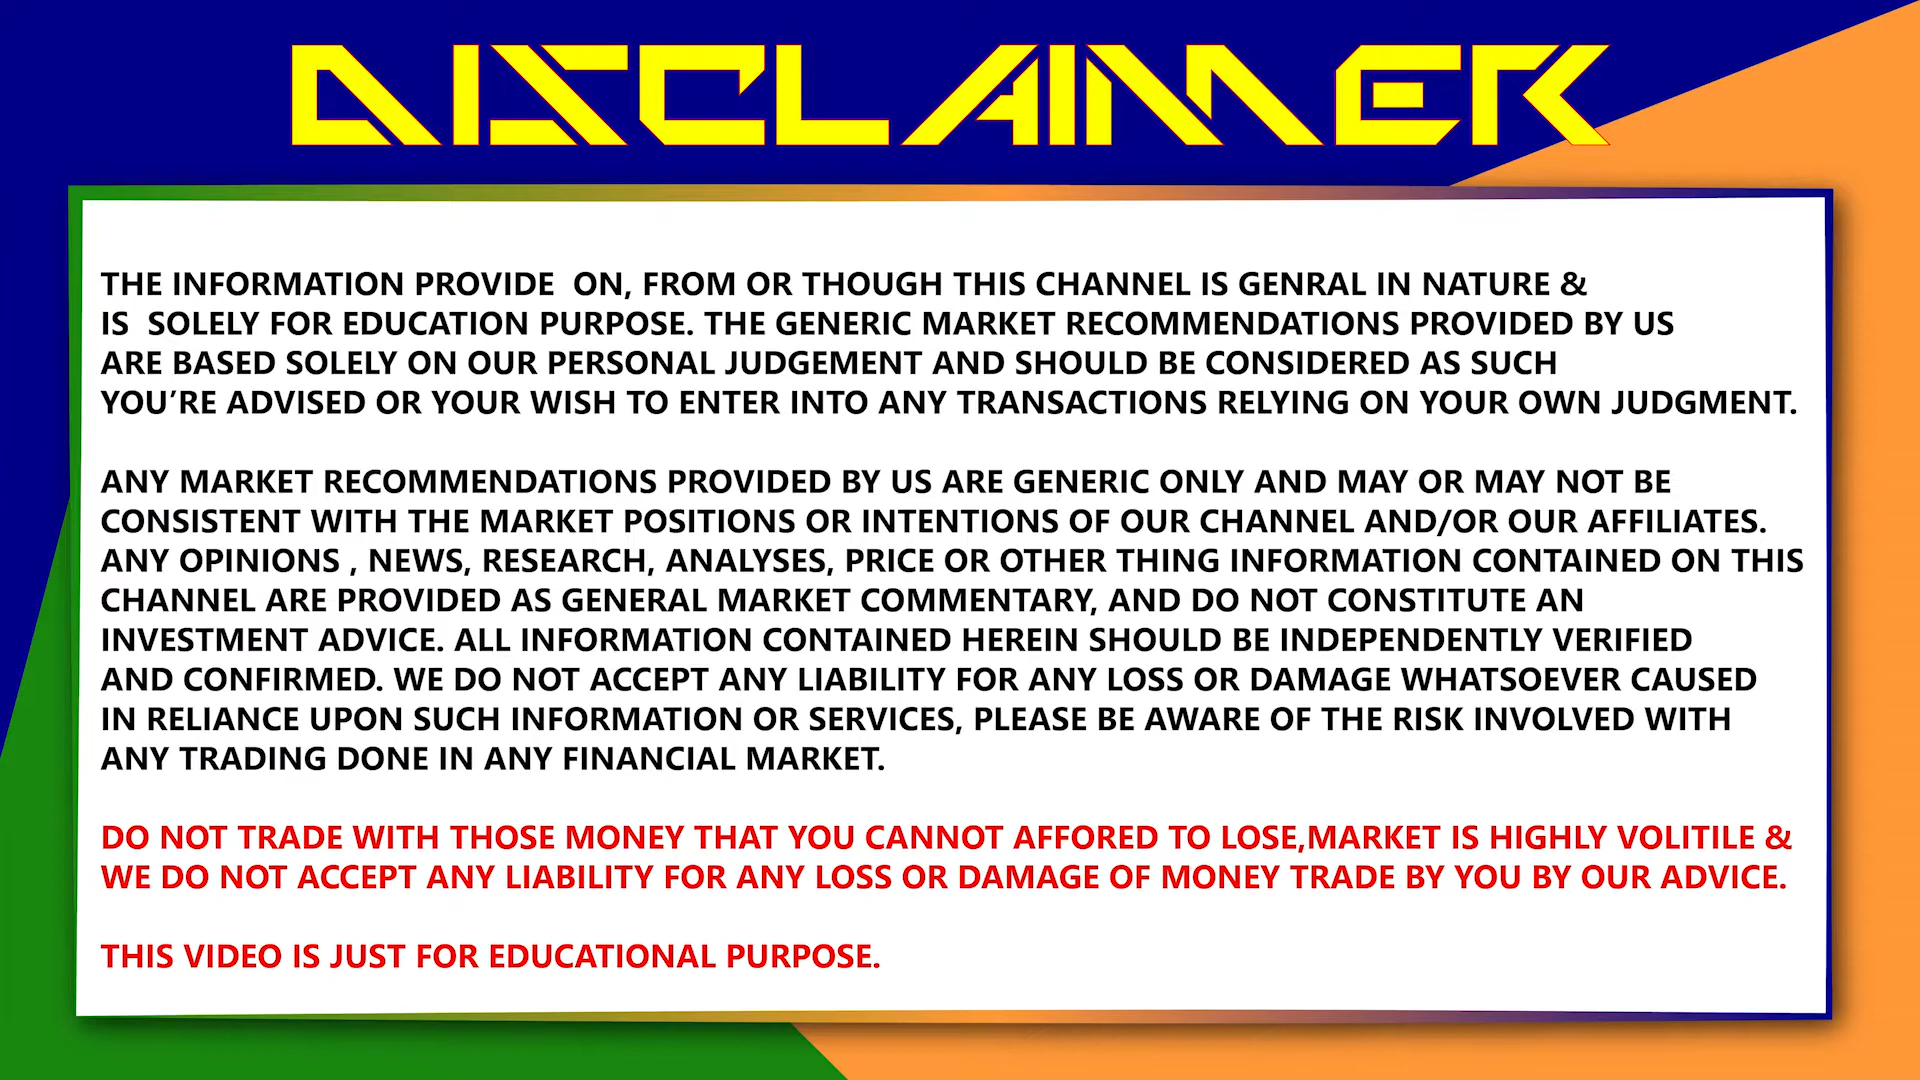 DISCLAIMER
THE INFORMATION PROVIDE  ON, FROM OR THOUGH THIS CHANNEL IS GENRAL IN NATURE &
IS  SOLELY FOR EDUCATION PURPOSE. THE GENERIC MARKET RECOMMENDATIONS PROVIDED BY US
ARE BASED SOLELY ON OUR PERSONAL JUDGEMENT AND SHOULD BE CONSIDERED AS SUCH
YOU’RE ADVISED OR YOUR WISH TO ENTER INTO ANY TRANSACTIONS RELYING ON YOUR OWN JUDGMENT.
ANY MARKET RECOMMENDATIONS PROVIDED BY US ARE GENERIC ONLY AND MAY OR MAY NOT BE
CONSISTENT WITH THE MARKET POSITIONS OR INTENTIONS OF OUR CHANNEL AND/OR OUR AFFILIATES.
ANY OPINIONS , NEWS, RESEARCH, ANALYSES, PRICE OR OTHER THING INFORMATION CONTAINED ON THIS
CHANNEL ARE PROVIDED AS GENERAL MARKET COMMENTARY, AND DO NOT CONSTITUTE AN
INVESTMENT ADVICE. ALL INFORMATION CONTAINED HEREIN SHOULD BE INDEPENDENTLY VERIFIED
AND CONFIRMED. WE DO NOT ACCEPT ANY LIABILITY FOR ANY LOSS OR DAMAGE WHATSOEVER CAUSED
IN RELIANCE UPON SUCH INFORMATION OR SERVICES, PLEASE BE AWARE OF THE RISK INVOLVED WITH
ANY TRADING DONE IN ANY FINANCIAL MARKET.
DO NOT TRADE WITH THOSE MONEY THAT YOU CANNOT AFFORED TO LOSE,MARKET IS HIGHLY VOLITILE &
WE DO NOT ACCEPT ANY LIABILITY FOR ANY LOSS OR DAMAGE OF MONEY TRADE BY YOU BY OUR ADVICE.
THIS VIDEO IS JUST FOR EDUCATIONAL PURPOSE.